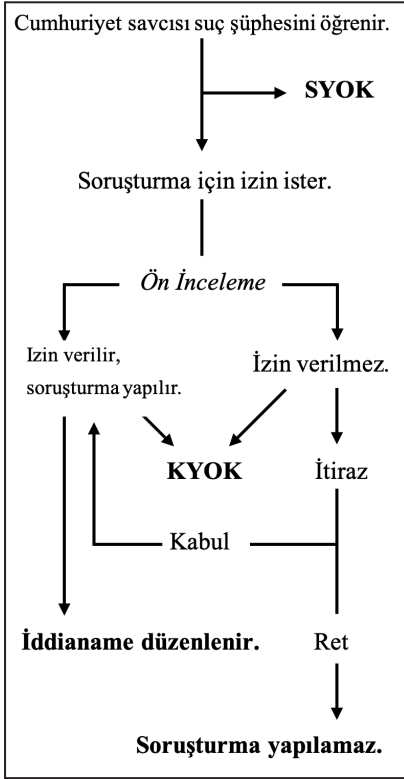 Cumhuriyet savcısı suç şüphesini öğrenir.
SYOK
Soruşturma için izin ister.
Ön İnceleme
Izin verilir,
soruşturma yapılır.
İzin verilmez.
KYOK
İtiraz
Kabul
İddianame düzenlenir.
Ret
Soruşturma yapılamaz.